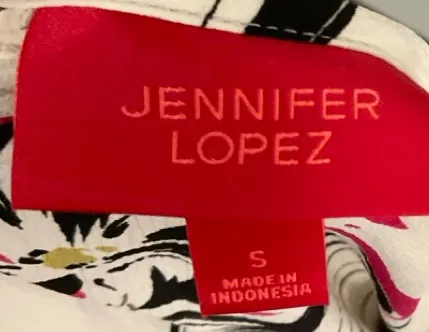 JENNIFER
LOPEZ
S
MADE IN
INDONESIA